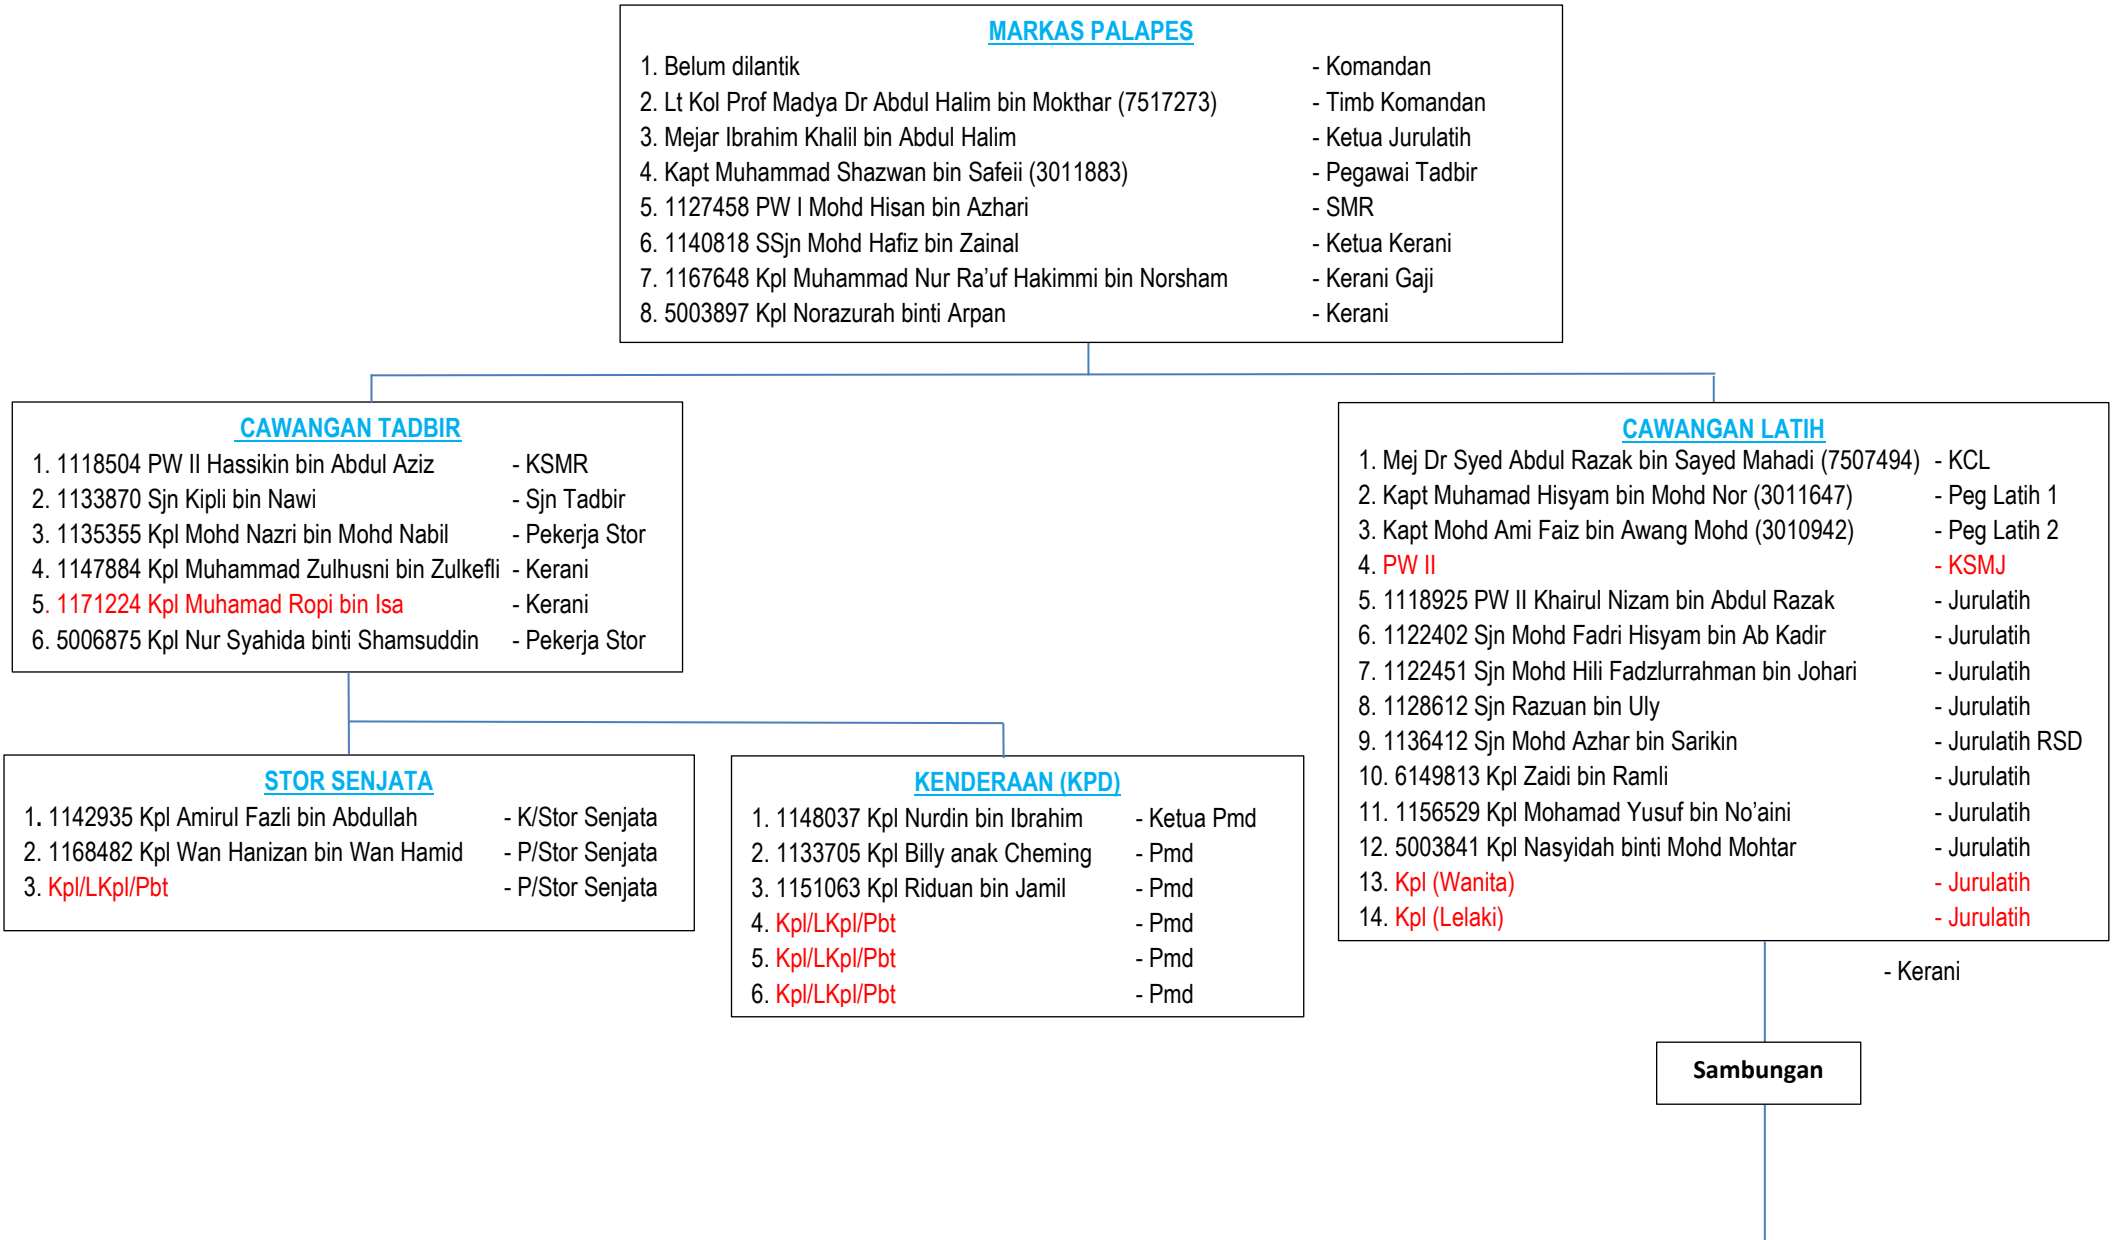 MARKAS PALAPES
1. Belum dilantik - Komandan
2. Lt Kol Prof Madya Dr Abdul Halim bin Mokthar (7517273) - Timb Komandan
3. Mejar Ibrahim Khalil bin Abdul Halim - Ketua Jurulatih
4. Kapt Muhammad Shazwan bin Safeii (3011883) - Pegawai Tadbir
5. 1127458 PW I Mohd Hisan bin Azhari - SMR
6. 1140818 SSjn Mohd Hafiz bin Zainal - Ketua Kerani
7. 1167648 Kpl Muhammad Nur Ra’uf Hakimmi bin Norsham - Kerani Gaji
8. 5003897 Kpl Norazurah binti Arpan - Kerani
CAWANGAN TADBIR
1. 1118504 PW II Hassikin bin Abdul Aziz - KSMR
2. 1133870 Sjn Kipli bin Nawi - Sjn Tadbir
3. 1135355 Kpl Mohd Nazri bin Mohd Nabil - Pekerja Stor
4. 1147884 Kpl Muhammad Zulhusni bin Zulkefli - Kerani
5. 1171224 Kpl Muhamad Ropi bin Isa - Kerani
6. 5006875 Kpl Nur Syahida binti Shamsuddin - Pekerja Stor
CAWANGAN LATIH
1. Mej Dr Syed Abdul Razak bin Sayed Mahadi (7507494) - KCL
2. Kapt Muhamad Hisyam bin Mohd Nor (3011647) - Peg Latih 1
3. Kapt Mohd Ami Faiz bin Awang Mohd (3010942) - Peg Latih 2
4. PW II - KSMJ
5. 1118925 PW II Khairul Nizam bin Abdul Razak - Jurulatih
6. 1122402 Sjn Mohd Fadri Hisyam bin Ab Kadir - Jurulatih
7. 1122451 Sjn Mohd Hili Fadzlurrahman bin Johari - Jurulatih
8. 1128612 Sjn Razuan bin Uly - Jurulatih
9. 1136412 Sjn Mohd Azhar bin Sarikin - Jurulatih RSD
10. 6149813 Kpl Zaidi bin Ramli - Jurulatih
11. 1156529 Kpl Mohamad Yusuf bin No’aini - Jurulatih
12. 5003841 Kpl Nasyidah binti Mohd Mohtar - Jurulatih
13. Kpl (Wanita) - Jurulatih
14. Kpl (Lelaki) - Jurulatih
STOR SENJATA
1. 1142935 Kpl Amirul Fazli bin Abdullah - K/Stor Senjata
2. 1168482 Kpl Wan Hanizan bin Wan Hamid - P/Stor Senjata
3. Kpl/LKpl/Pbt - P/Stor Senjata
KENDERAAN (KPD)
1. 1148037 Kpl Nurdin bin Ibrahim - Ketua Pmd
2. 1133705 Kpl Billy anak Cheming - Pmd
3. 1151063 Kpl Riduan bin Jamil - Pmd
4. Kpl/LKpl/Pbt - Pmd
5. Kpl/LKpl/Pbt - Pmd
6. Kpl/LKpl/Pbt - Pmd
- Kerani
Sambungan